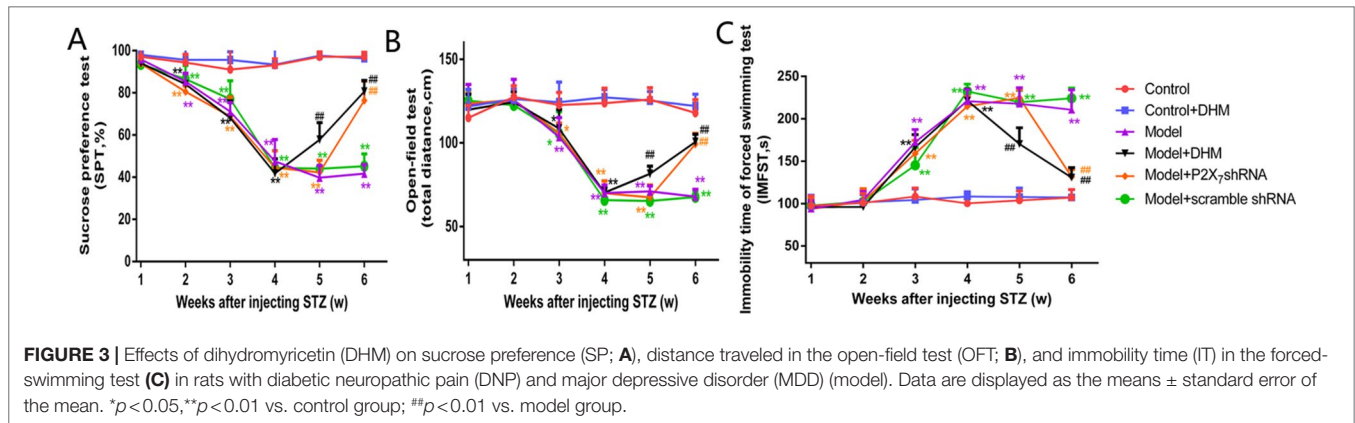 A
Sucrose preference test
(SPT,%)
100
80
60
40
20
0
**
**
**
**
**
**
**
**
**
**
**
**
##
**
**
**
##
##
**
**
1 2 3 4 5 6
Weeks after injecting STZ (w)
B
Open-field test
(total diatance,cm)
150
100
50
*
*
**
**
**
**
##
**
**
**
##
##
**
**
1 2 3 4 5 6
Weeks after injecting STZ (w)
C
Immobility time of forced swimming test
(IMFST,s)
250
200
150
100
50
**
**
**
**
**
**
**
**
**
**
##
**
**
##
##
1 2 3 4 5 6
Weeks after injecting STZ (w)
Control
Control+DHM
Model
Model+DHM
Model+P2X₇shRNA
Model+scramble shRNA
FIGURE 3 | Effects of dihydromyricetin (DHM) on sucrose preference (SP; A), distance traveled in the open-field test (OFT; B), and immobility time (IT) in the forced-
swimming test (C) in rats with diabetic neuropathic pain (DNP) and major depressive disorder (MDD) (model). Data are displayed as the means ± standard error of
the mean. *p<0.05,**p<0.01 vs. control group; ##p<0.01 vs. model group.